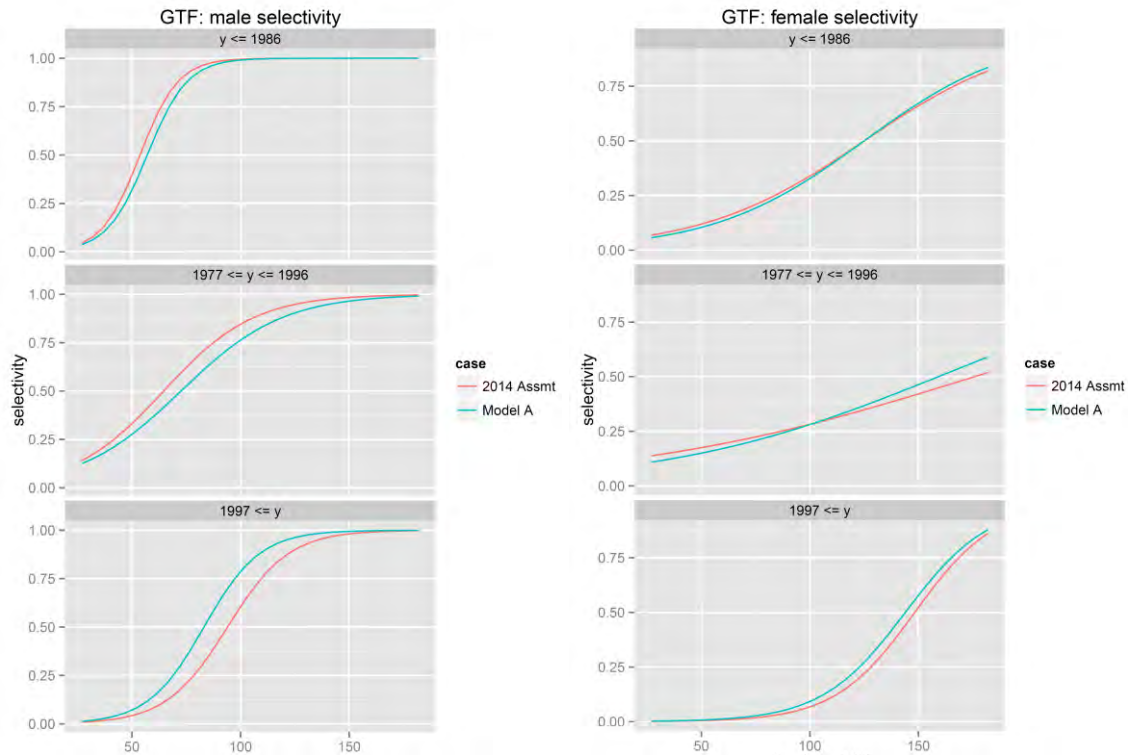 GTF: male selectivity
y <= 1986
1.00
0.75
0.50
0.25
0.00
1977 <= y <= 1996
1.00
0.75
0.50
0.25
0.00
1997 <= y
1.00
0.75
0.50
0.25
0.00
50 100 150
selectivity
case
2014 Assmt
Model A
GTF: female selectivity
y <= 1986
0.75
0.50
0.25
0.00
1977 <= y <= 1996
0.75
0.50
0.25
0.00
1997 <= y
0.75
0.50
0.25
0.00
50 100 150
selectivity
case
2014 Assmt
Model A